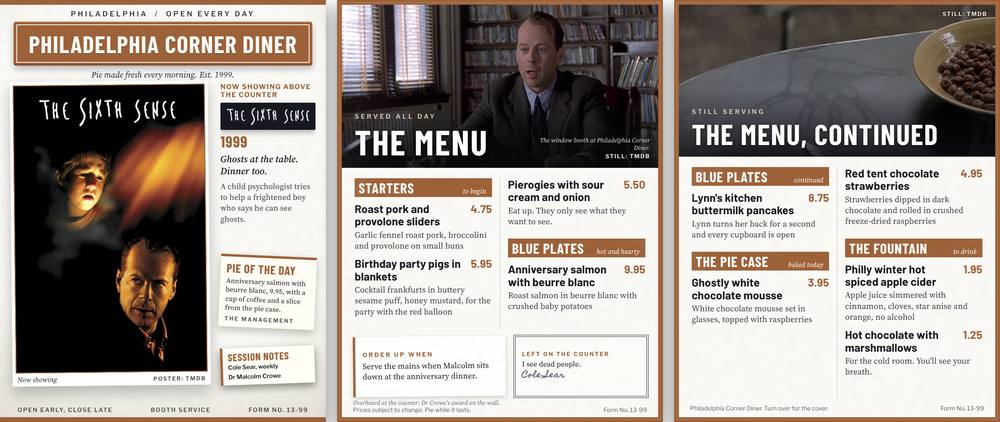 PHILADELPHIA / OPEN EVERY DAY
PHILADELPHIA CORNER DINER
Pie made fresh every morning. Est. 1999.
THE SIXTH SENSE
Now showing
POSTER: TMDB
NOW SHOWING ABOVE
THE COUNTER
THE SIXTH SENSE
1999
Ghosts at the table.
Dinner too.
A child psychologist tries
to help a frightened boy
who says he can see
ghosts.
PIE OF THE DAY
Anniversary salmon with
beurre blanc, 9.95, with a
cup of coffee and a slice
from the pie case.
THE MANAGEMENT
SESSION NOTES
Cole Sear, weekly
Dr Malcolm Crowe
OPEN EARLY, CLOSE LATE
BOOTH SERVICE
FORM NO. 13-99
SERVED ALL DAY
THE MENU
The window booth at Philadelphia Corner
Diner.
STILL: TMDB
STARTERS
to begin
Roast pork and
provolone sliders
4.75
Garlic fennel roast pork, broccolini
and provolone on small buns
Birthday party pigs in
blankets
5.95
Cocktail frankfurts in buttery
sesame puff, honey mustard, for the
party with the red balloon
Pierogies with sour
cream and onion
5.50
Eat up. They only see what they
want to see.
BLUE PLATES
hot and hearty
Anniversary salmon
with beurre blanc
9.95
Roast salmon in beurre blanc with
crushed baby potatoes
ORDER UP WHEN
Serve the mains when Malcolm sits
down at the anniversary dinner.
LEFT ON THE COUNTER
I see dead people.
Cole Sear
Overheard at the counter: Dr Crowe's award on the wall.
Prices subject to change. Pie while it lasts.
Form No. 13-99
STILL: TMDB
STILL SERVING
THE MENU, CONTINUED
BLUE PLATES
continued
Lynn's kitchen
buttermilk pancakes
8.75
Lynn turns her back for a second
and every cupboard is open
THE PIE CASE
baked today
Ghostly white
chocolate mousse
3.95
White chocolate mousse set in
glasses, topped with raspberries
Red tent chocolate
strawberries
4.95
Strawberries dipped in dark
chocolate and rolled in crushed
freeze-dried raspberries
THE FOUNTAIN
to drink
Philly winter hot
spiced apple cider
1.95
Apple juice simmered with
cinnamon, cloves, star anise and
orange, no alcohol
Hot chocolate with
marshmallows
1.25
For the cold room. You'll see your
breath.
Philadelphia Corner Diner. Turn over for the cover.
Form No. 13-99